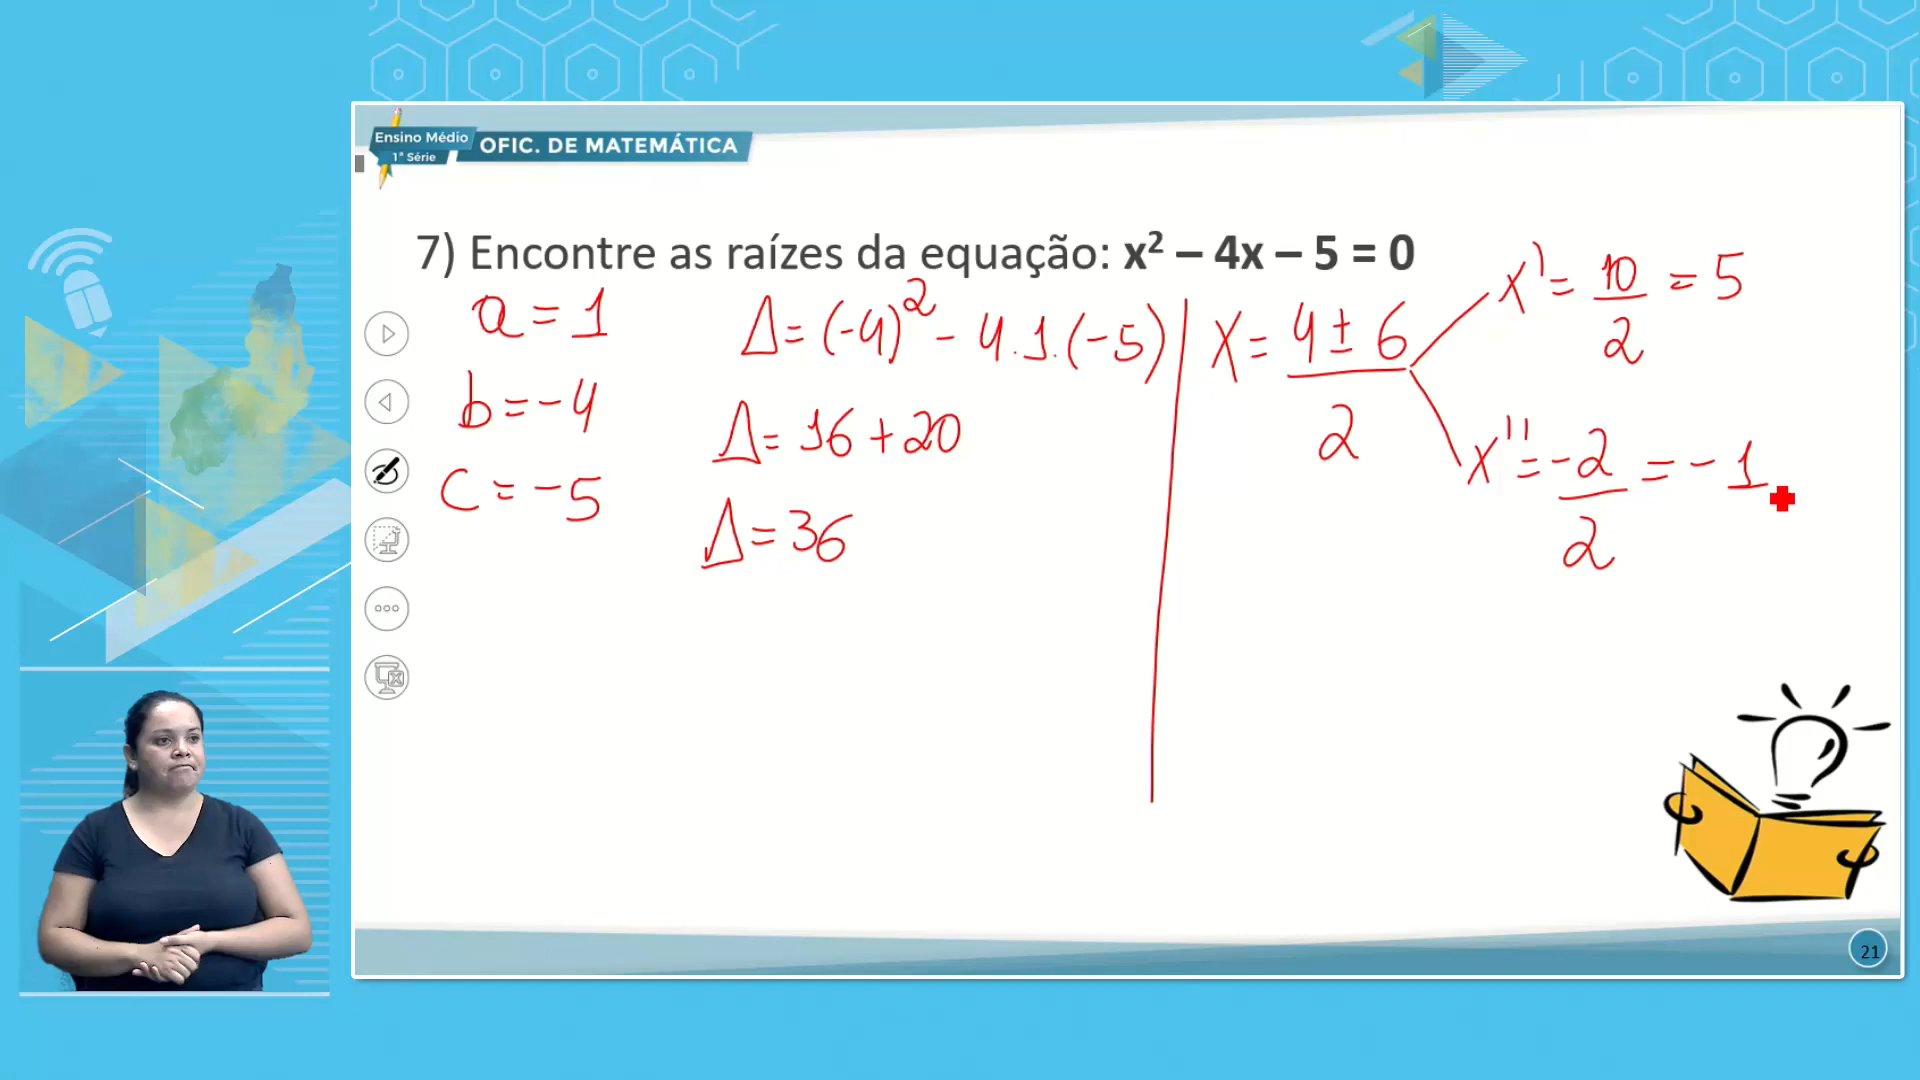 Ensino Médio
1ª Série
OFIC. DE MATEMÁTICA
7) Encontre as raízes da equação: x² – 4x – 5 = 0
a = 1
b = -4
c = -5
Δ = (-4)² - 4.1.(-5)
Δ = 16 + 20
Δ = 36
X = 4 ± 6
2
x' = 10 = 5
2
x'' = -2 = -1
2
21